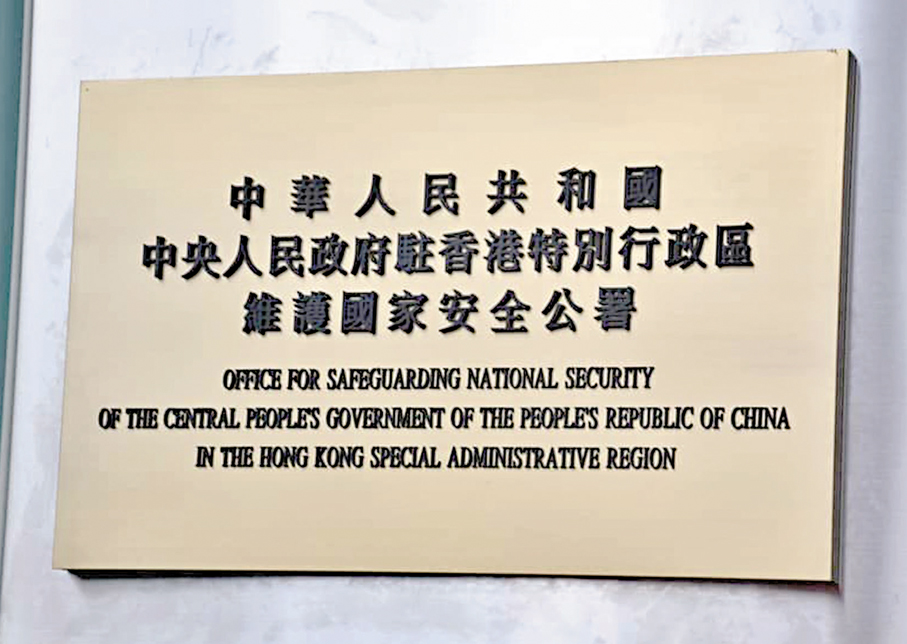 中華人民共和國
中央人民政府駐香港特別行政區
維護國家安全公署
OFFICE FOR SAFEGUARDING NATIONAL SECURITY
OF THE CENTRAL PEOPLE'S GOVERNMENT OF THE PEOPLE'S REPUBLIC OF CHINA
IN THE HONG KONG SPECIAL ADMINISTRATIVE REGION